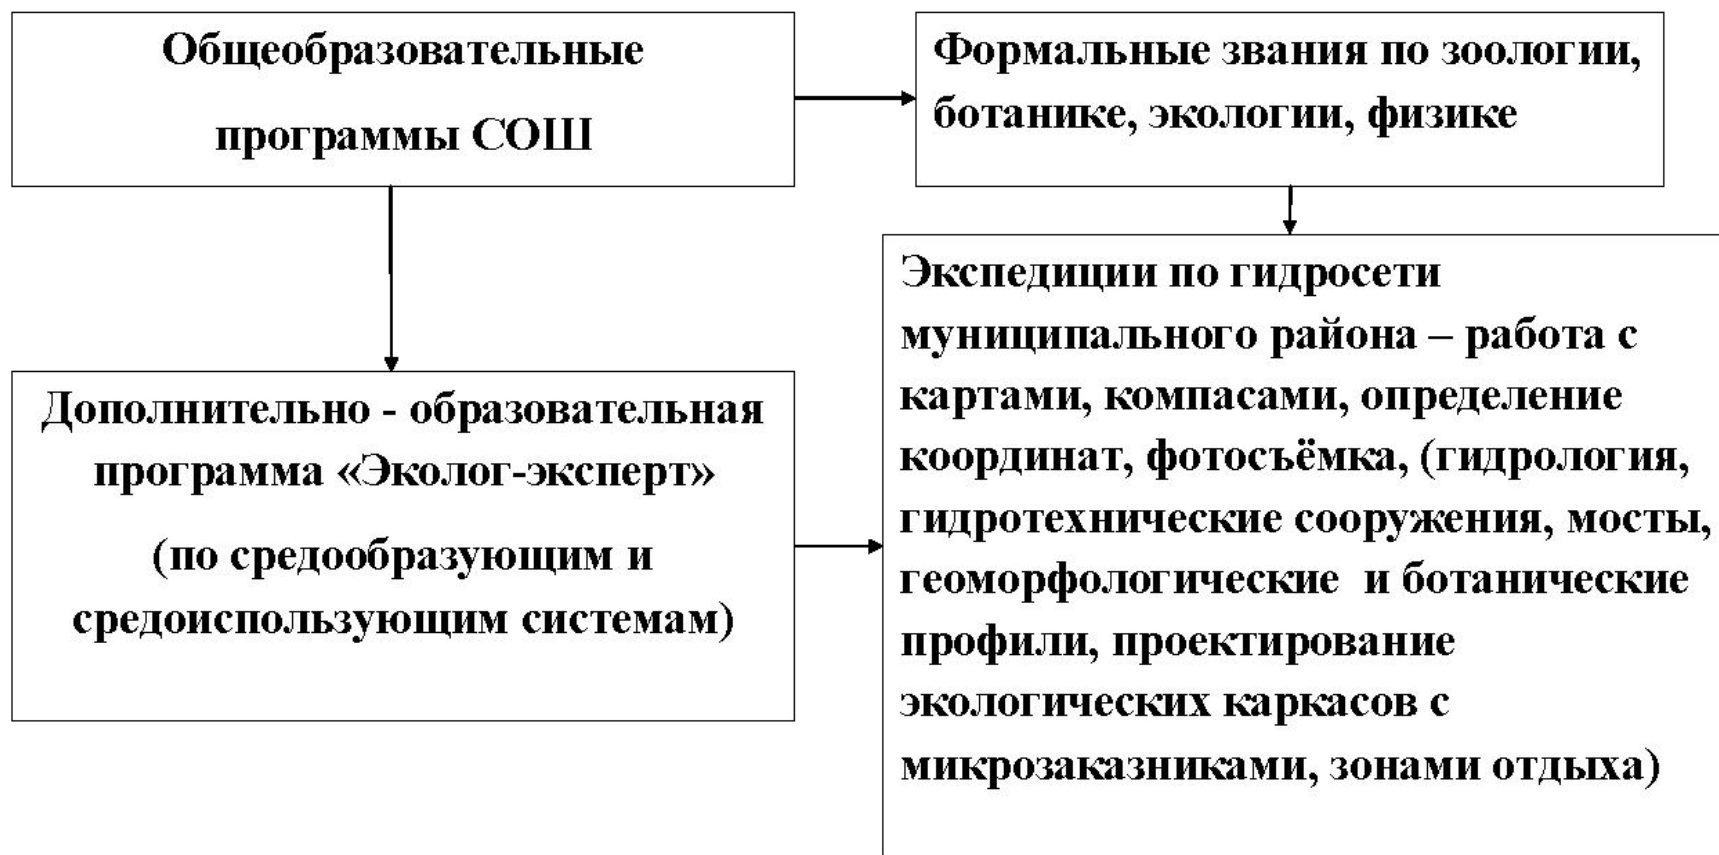 Общеобразовательные
программы СОШ
Формальные звания по зоологии,
ботанике, экологии, физике
Дополнительно - образовательная
программа «Эколог-эксперт»
(по средообразующим и
средоиспользующим системам)
Экспедиции по гидросети
муниципального района – работа с
картами, компасами, определение
координат, фотосъёмка, (гидрология,
гидротехнические сооружения, мосты,
геоморфологические и ботанические
профили, проектирование
экологических каркасов с
микрозаказниками, зонами отдыха)